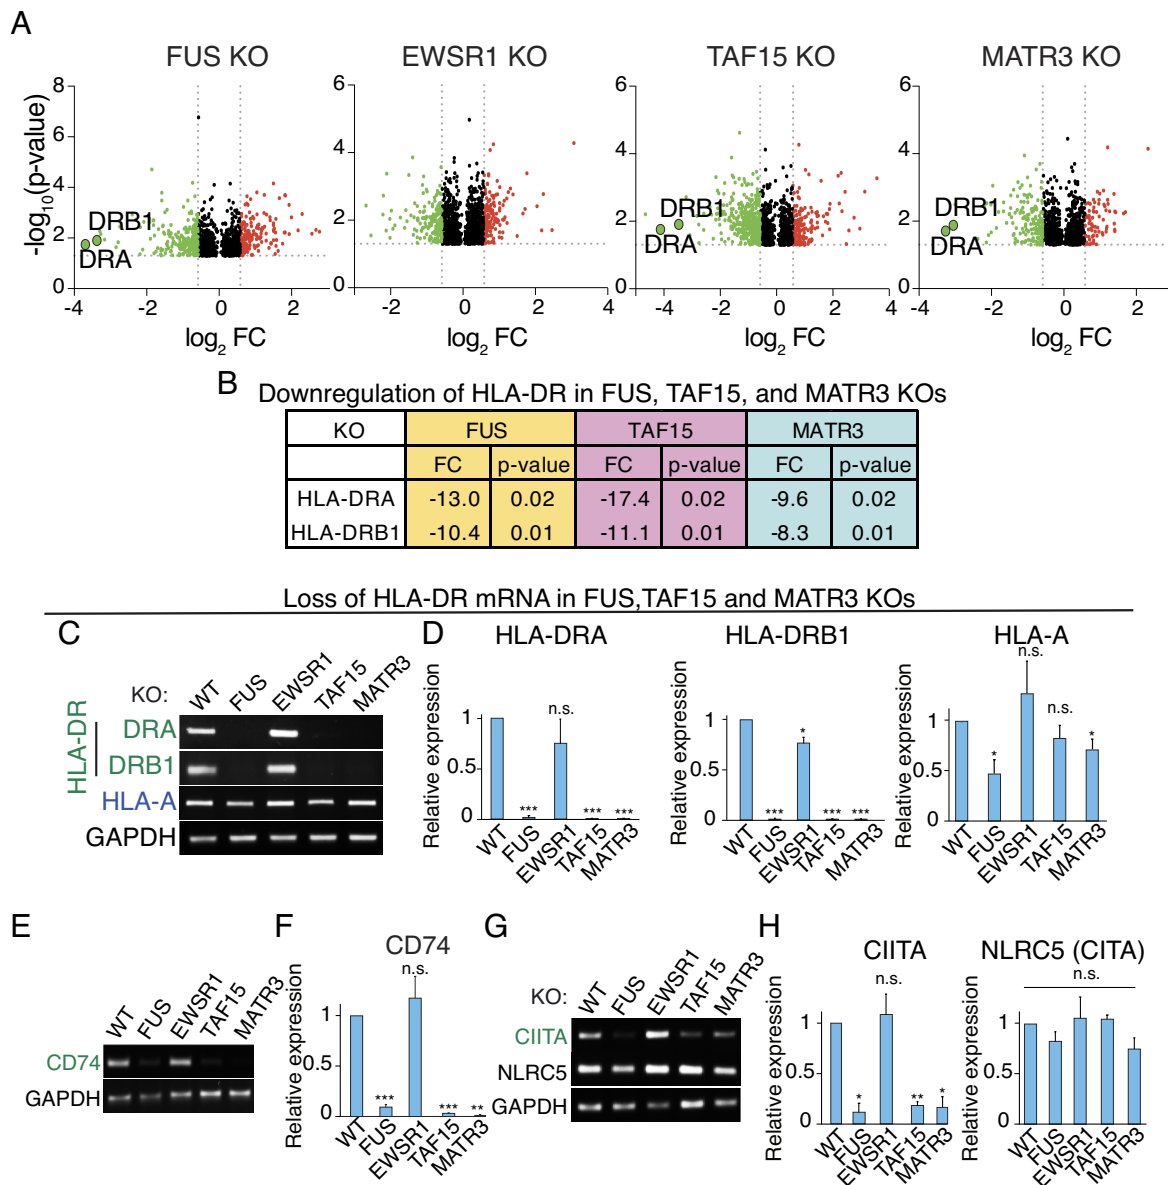 A
FUS KO
EWSR1 KO
TAF15 KO
MATR3 KO
-log10(p-value)
8
6
4
2
0
DRB1
DRA
-4 -2 0 2
log2 FC
6
4
2
0
-2 0 2 4
log2 FC
6
4
2
0
DRB1
DRA
-4 -2 0 2 4
log2 FC
6
4
2
0
DRB1
DRA
-4 -2 0 2
log2 FC
B
Downregulation of HLA-DR in FUS, TAF15, and MATR3 KOs
KO FUS TAF15 MATR3
FC p-value FC p-value FC p-value
HLA-DRA -13.0 0.02 -17.4 0.02 -9.6 0.02
HLA-DRB1 -10.4 0.01 -11.1 0.01 -8.3 0.01
Loss of HLA-DR mRNA in FUS,TAF15 and MATR3 KOs
C
KO: WT FUS EWSR1 TAF15 MATR3
HLA-DR
DRA
DRB1
HLA-A
GAPDH
D
HLA-DRA
Relative expression
1
0.5
0
*** n.s. *** ***
WT FUS EWSR1 TAF15 MATR3
HLA-DRB1
Relative expression
1
0.5
0
*** * *** ***
WT FUS EWSR1 TAF15 MATR3
HLA-A
Relative expression
1
0.5
0
* n.s. n.s. *
WT FUS EWSR1 TAF15 MATR3
E
WT FUS EWSR1 TAF15 MATR3
CD74
GAPDH
F
CD74
Relative expression
1
0.5
0
*** n.s. *** **
WT FUS EWSR1 TAF15 MATR3
G
KO: WT FUS EWSR1 TAF15 MATR3
CIITA
NLRC5
GAPDH
H
CIITA
Relative expression
1
0.5
0
* n.s. ** *
WT FUS EWSR1 TAF15 MATR3
NLRC5 (CITA)
n.s.
Relative expression
1
0.5
0
WT FUS EWSR1 TAF15 MATR3